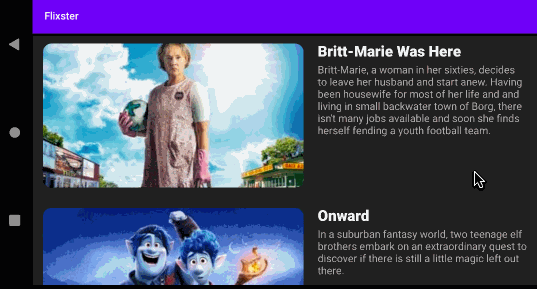 Flixster
Britt-Marie Was Here
Britt-Marie, a woman in her sixties, decides
to leave her husband and start anew. Having
been housewife for most of her life and and
living in small backwater town of Borg, there
isn't many jobs available and soon she finds
herself fending a youth football team.
Onward
In a suburban fantasy world, two teenage elf
brothers embark on an extraordinary quest to
discover if there is still a little magic left out
there.